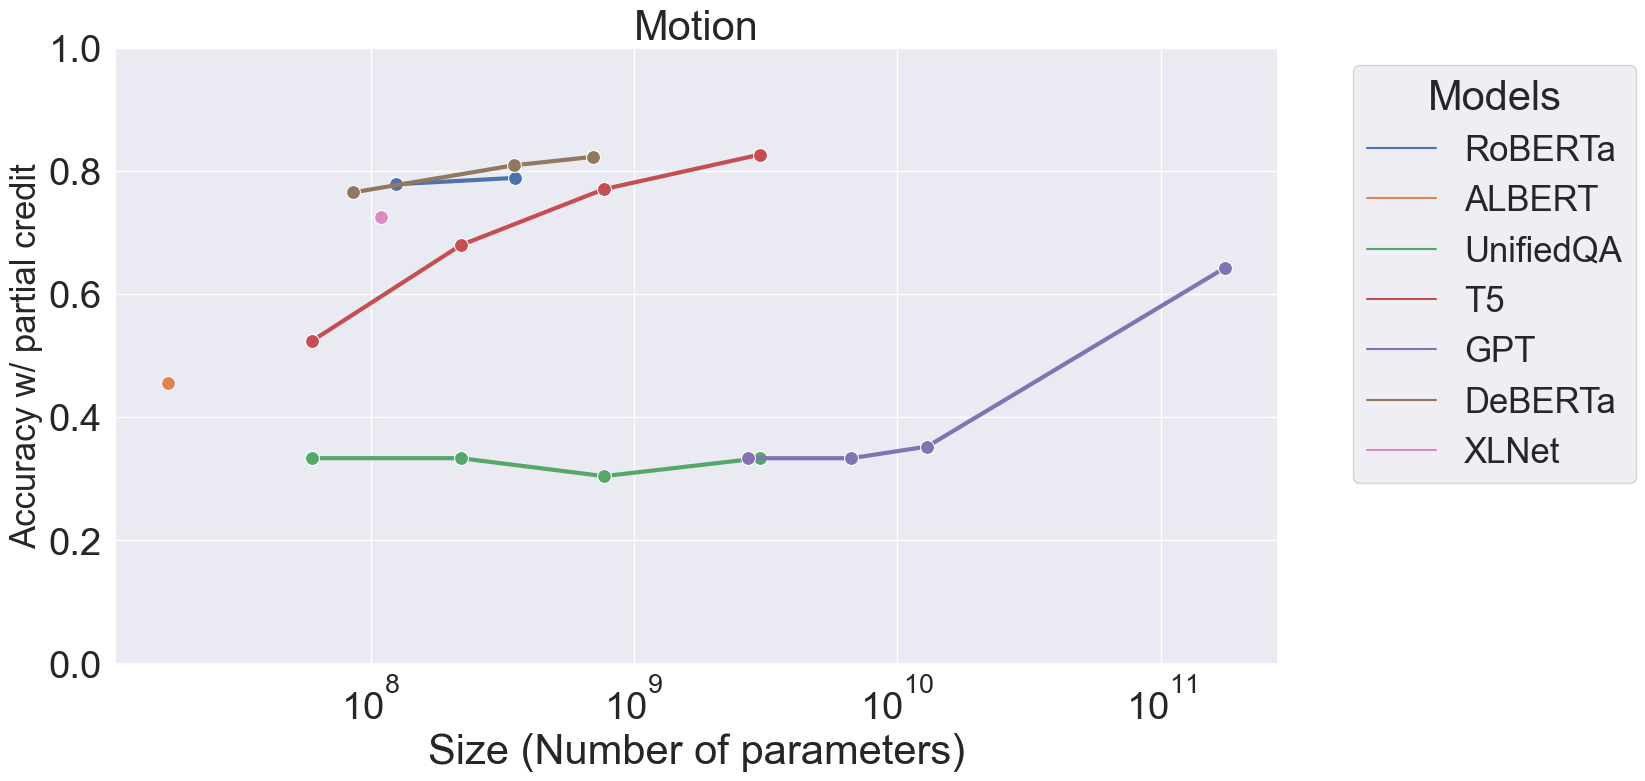 Motion
1.0
0.8
0.6
0.4
0.2
0.0
Accuracy w/ partial credit
10^8
10^9
10^10
10^11
Size (Number of parameters)
Models
RoBERTa
ALBERT
UnifiedQA
T5
GPT
DeBERTa
XLNet